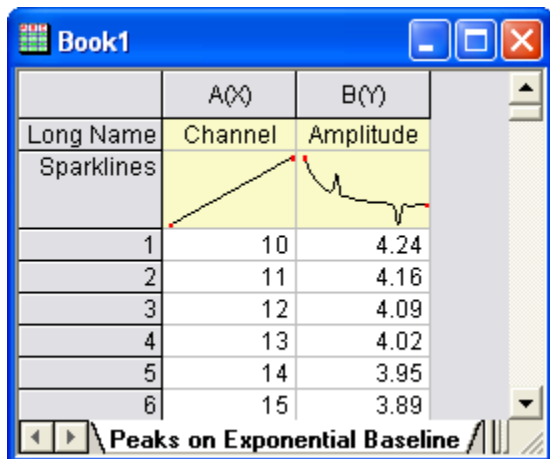 Book1
A(X) B(Y)
Long Name Channel Amplitude
Sparklines
1 10 4.24
2 11 4.16
3 12 4.09
4 13 4.02
5 14 3.95
6 15 3.89
Peaks on Exponential Baseline